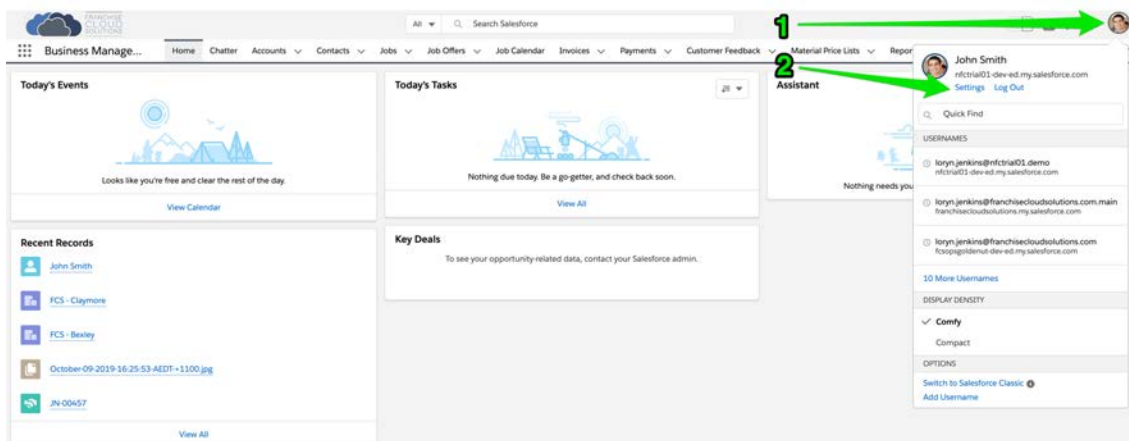 FRANCHISE
CLOUD
SOLUTIONS
All
Search Salesforce
1
Business Manage...
Home
Chatter
Accounts
Contacts
Jobs
Job Offers
Job Calendar
Invoices
Payments
Customer Feedback
Material Price Lists
Repor
2
John Smith
nfctrial01-dev-ed.my.salesforce.com
Settings Log Out
Quick Find
USERNAMES
loryn.jenkins@nfctrial01.demo
nfctrial01-dev-ed.my.salesforce.com
loryn.jenkins@franchisecloudsolutions.com.main
franchisecloudsolutions.my.salesforce.com
loryn.jenkins@franchisecloudsolutions.com
fcsopsgoldenut-dev-ed.my.salesforce.com
10 More Usernames
DISPLAY DENSITY
Comfy
Compact
OPTIONS
Switch to Salesforce Classic
Add Username
Today's Events
Looks like you're free and clear the rest of the day.
View Calendar
Today's Tasks
Nothing due today. Be a go-getter, and check back soon.
View All
Assistant
Nothing needs you
Recent Records
John Smith
FCS - Claymore
FCS - Bexley
October-09-2019-16:25:53-AEDT-+1100.jpg
JN-00457
View All
Key Deals
To see your opportunity-related data, contact your Salesforce admin.